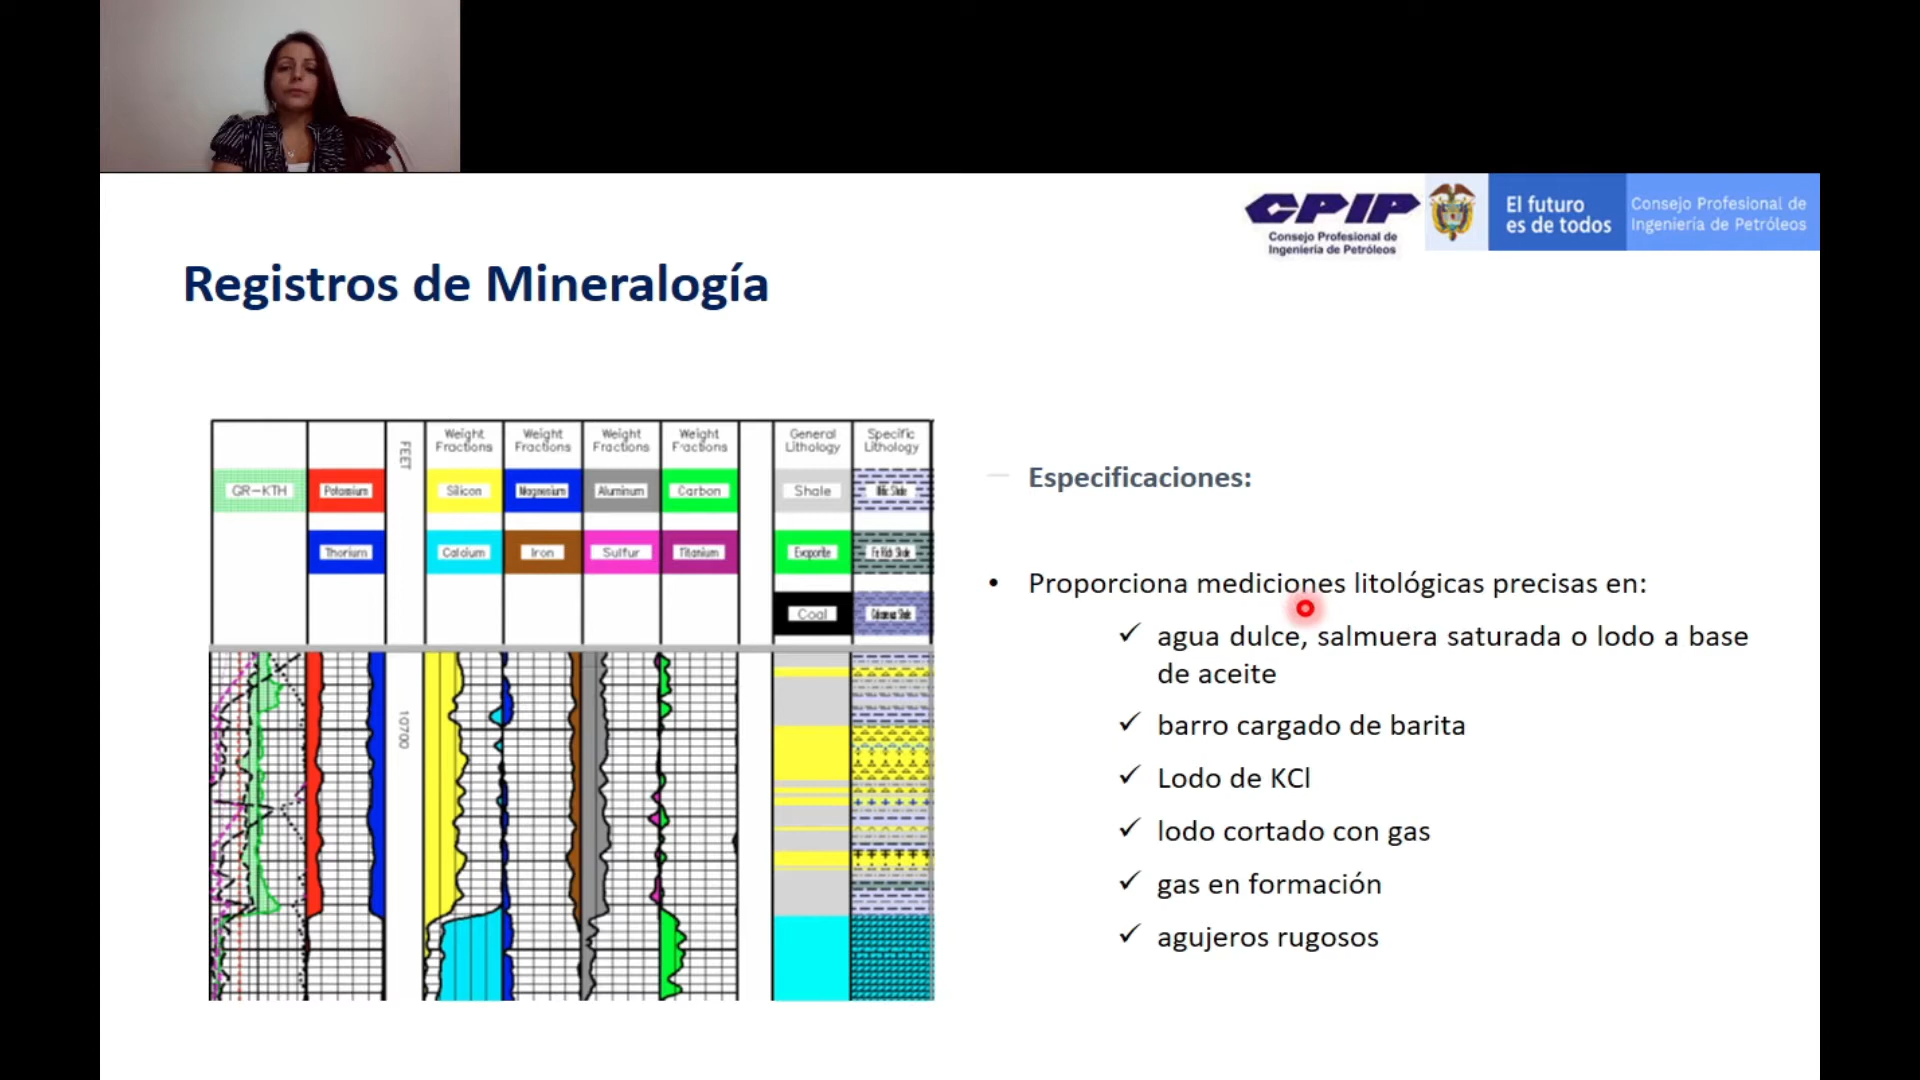 CPIP
Consejo Profesional de
Ingeniería de Petróleos
El futuro
es de todos
Consejo Profesional de
Ingeniería de Petróleos
Registros de Mineralogía
Weight
Fractions
Weight
Fractions
Weight
Fractions
Weight
Fractions
General
Lithology
Specific
Lithology
FEET
GR-KTH
Potassium
Silicon
Magnesium
Aluminum
Carbon
Shale
Thorium
Calcium
Iron
Sulfur
Titanium
Evaporite
Coal
10700
Especificaciones:
• Proporciona mediciones litológicas precisas en:
✓ agua dulce, salmuera saturada o lodo a base
de aceite
✓ barro cargado de barita
✓ Lodo de KCl
✓ lodo cortado con gas
✓ gas en formación
✓ agujeros rugosos